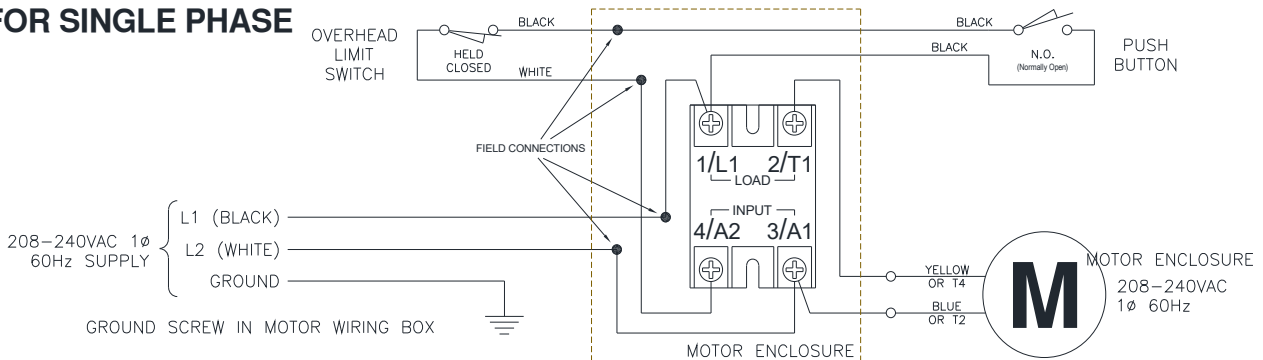 FOR SINGLE PHASE
OVERHEAD
LIMIT
SWITCH
BLACK
HELD
CLOSED
WHITE
BLACK
BLACK
N.O.
(Normally Open)
PUSH
BUTTON
FIELD CONNECTIONS
1/L1 2/T1
LOAD
INPUT
4/A2 3/A1
208-240VAC 1ø
60Hz SUPPLY
L1 (BLACK)
L2 (WHITE)
GROUND
GROUND SCREW IN MOTOR WIRING BOX
YELLOW
OR T4
BLUE
OR T2
M
MOTOR ENCLOSURE
208-240VAC
1ø 60Hz
MOTOR ENCLOSURE